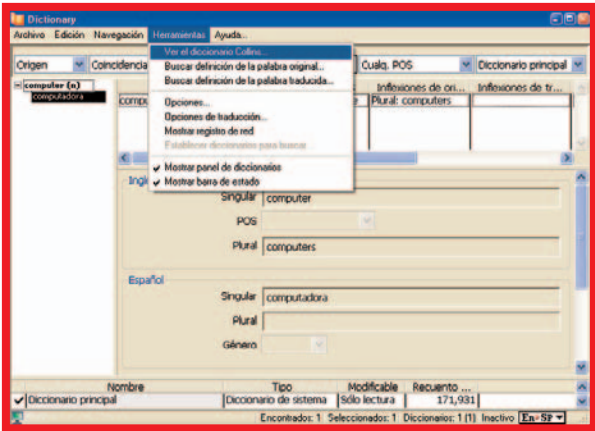 Dictionary
Archivo Edición Navegación Herramientas Ayuda...
Ver el diccionario Collins...
Origen Coincidencia Buscar definición de la palabra original... Cualq. POS Diccionario principal
Buscar definición de la palabra traducida...
computer (n) Inflexiones de ori... Inflexiones de tr...
computadora Opciones... Plural: computers
Opciones de traducción...
Mostrar registro de red
Establecer diccionarios para buscar...
Mostrar panel de diccionarios
Mostrar barra de estado
Singular computer
POS
Plural computers
Español
Singular computadora
Plural
Género
Nombre Tipo Modificable Recuento ...
Diccionario principal Diccionario de sistema Sólo lectura 171,931
Encontrados: 1 Seleccionados: 1 Diccionarios: 1 (1) Inactivo En-SP